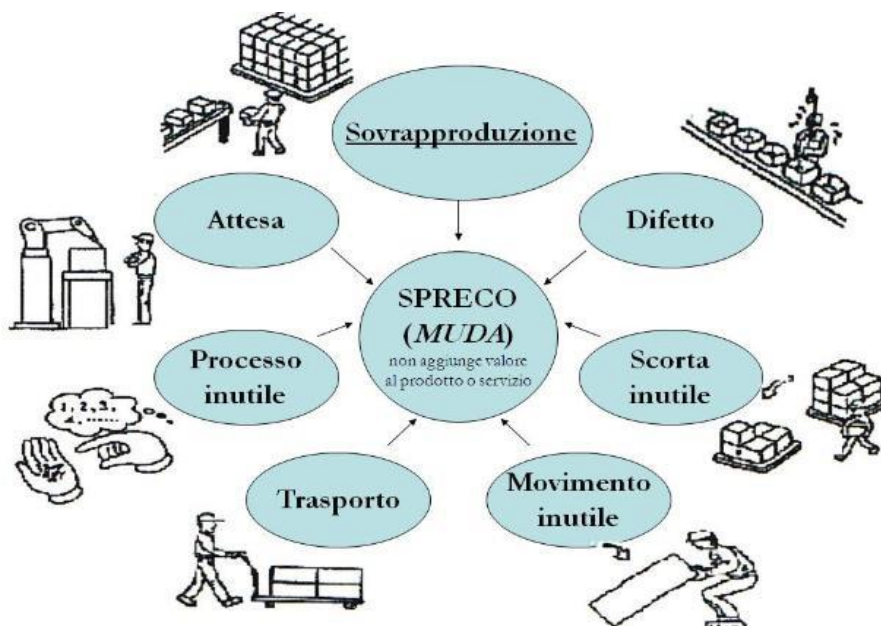 Sovrapproduzione
Attesa
Difetto
SPRECO
(MUDA)
non aggiunge valore
al prodotto o servizio
Processo
inutile
Scorta
inutile
1, 2, 3,
Trasporto
Movimento
inutile